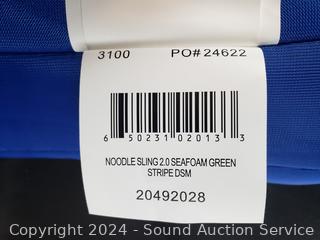 3100 PO#24622
6 50231 02013 3
NOODLE SLING 2.0 SEAFOAM GREEN
STRIPE DSM
20492028
Copyright © 2024 - Sound Auction Service